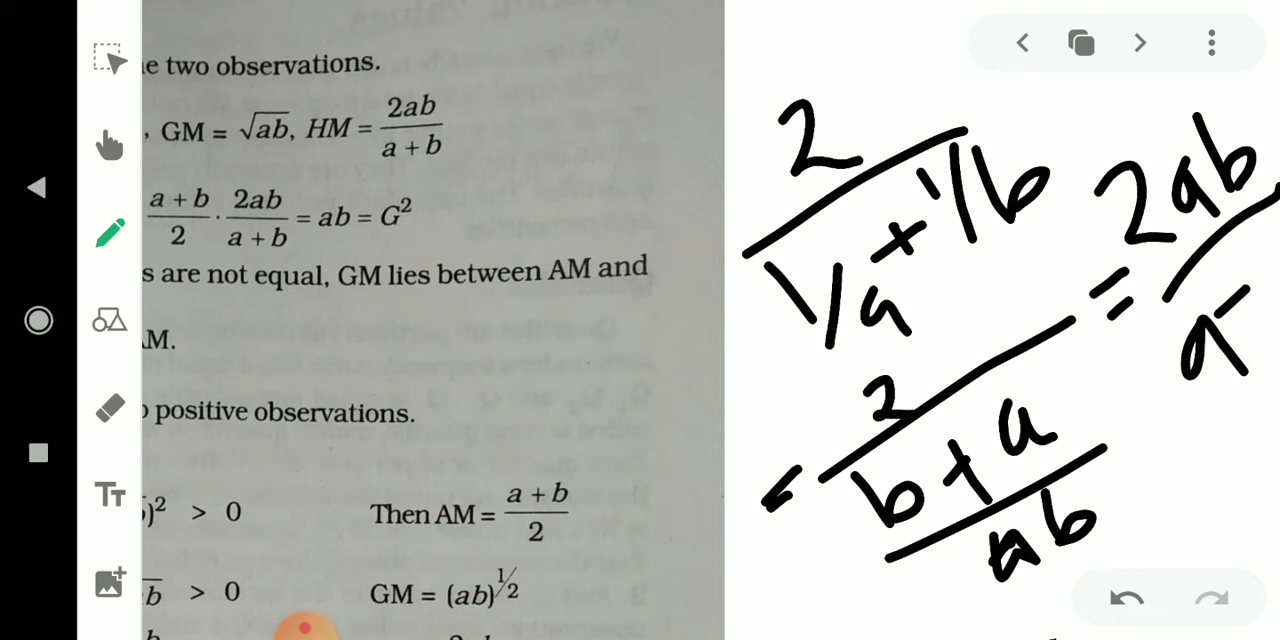 e two observations.
, GM = √ab, HM = 2ab / a + b
a + b / 2 · 2ab / a + b = ab = G²
s are not equal, GM lies between AM and
M.
positive observations.
)² > 0 Then AM = a + b / 2
b > 0 GM = (ab)^1/2
2 / 1/a + 1/b = 2ab / a
= 2 / b + a / ab
TT